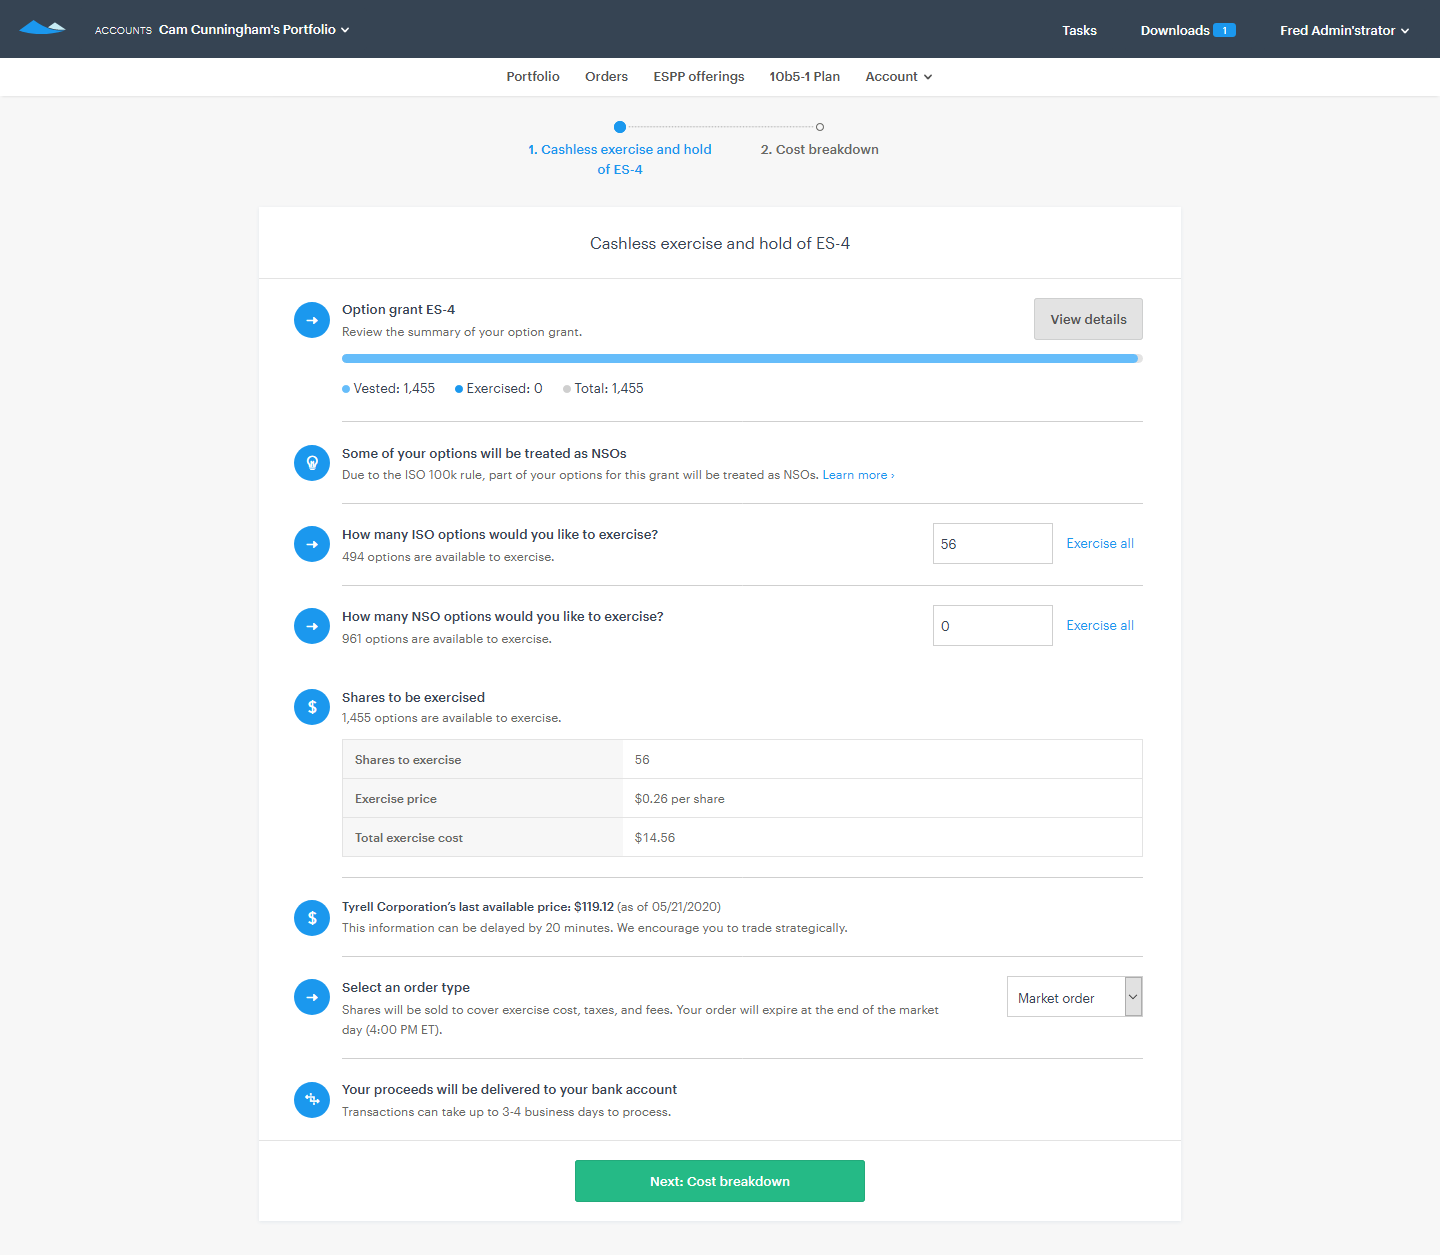 ACCOUNTS Cam Cunningham's Portfolio
Tasks
Downloads 1
Fred Admin'strator
Portfolio
Orders
ESPP offerings
10b5-1 Plan
Account
1. Cashless exercise and hold
of ES-4
2. Cost breakdown
Cashless exercise and hold of ES-4
Option grant ES-4
Review the summary of your option grant.
View details
Vested: 1,455
Exercised: 0
Total: 1,455
Some of your options will be treated as NSOs
Due to the ISO 100k rule, part of your options for this grant will be treated as NSOs. Learn more ›
How many ISO options would you like to exercise?
494 options are available to exercise.
56
Exercise all
How many NSO options would you like to exercise?
961 options are available to exercise.
0
Exercise all
$
Shares to be exercised
1,455 options are available to exercise.
Shares to exercise 56
Exercise price $0.26 per share
Total exercise cost $14.56
$
Tyrell Corporation's last available price: $119.12 (as of 05/21/2020)
This information can be delayed by 20 minutes. We encourage you to trade strategically.
Select an order type
Shares will be sold to cover exercise cost, taxes, and fees. Your order will expire at the end of the market
day (4:00 PM ET).
Market order
Your proceeds will be delivered to your bank account
Transactions can take up to 3-4 business days to process.
Next: Cost breakdown